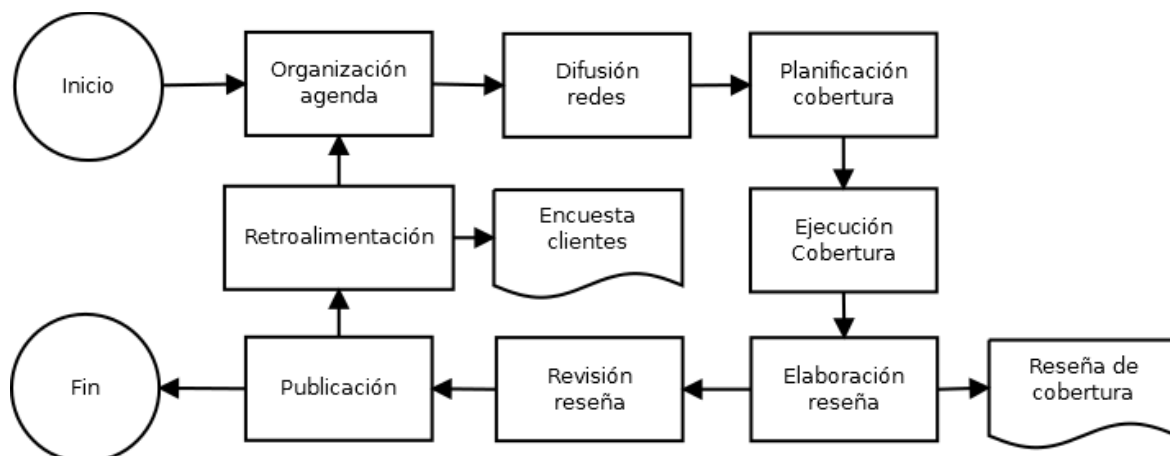 Inicio
Organización
agenda
Difusión
redes
Planificación
cobertura
Retroalimentación
Encuesta
clientes
Ejecución
Cobertura
Fin
Publicación
Revisión
reseña
Elaboración
reseña
Reseña de
cobertura